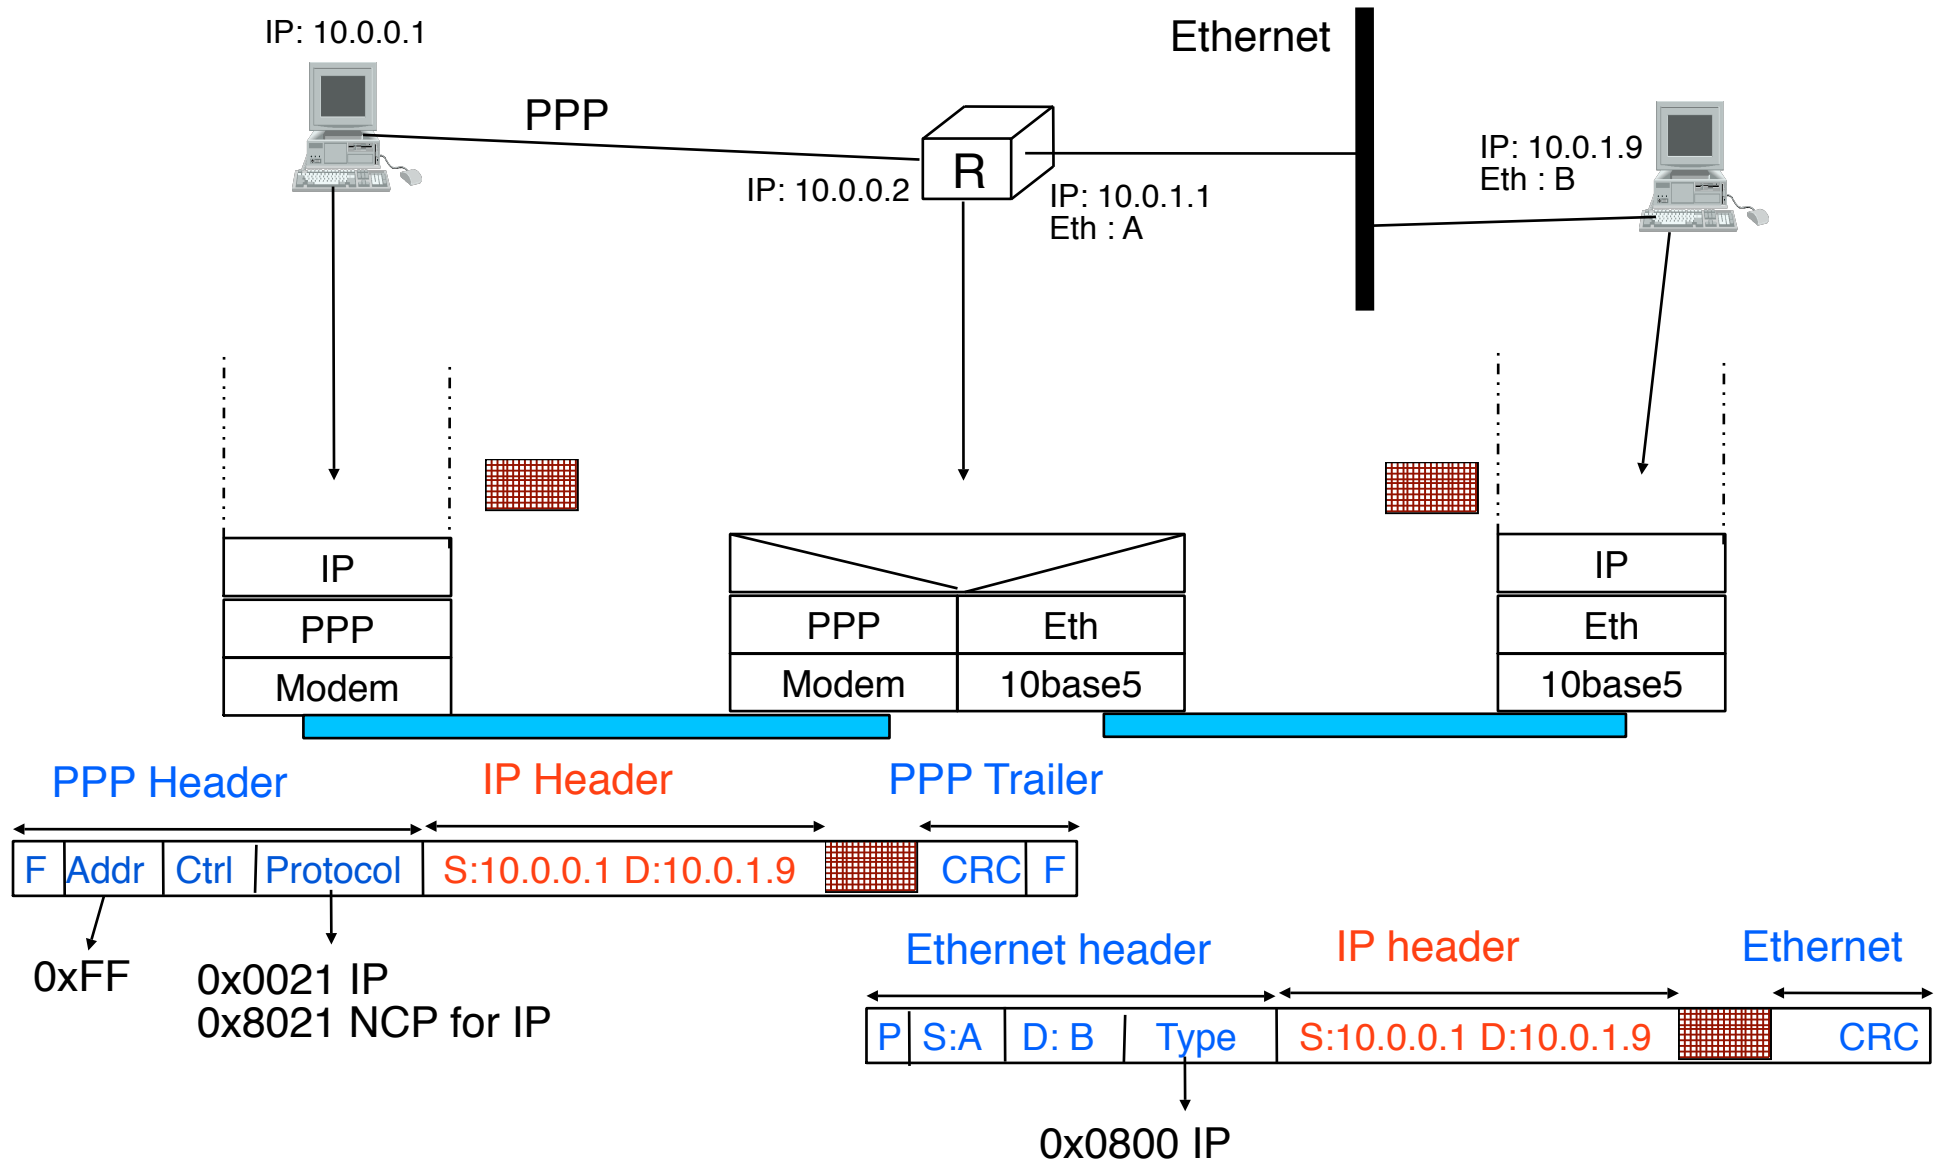 IP: 10.0.0.1
Ethernet
PPP
IP: 10.0.1.9
Eth : B
R
IP: 10.0.0.2
IP: 10.0.1.1
Eth : A
IP
IP
PPP
PPP
Eth
Eth
Modem
Modem
10base5
10base5
PPP Header
IP Header
PPP Trailer
F
Addr
Ctrl
Protocol
S:10.0.0.1 D:10.0.1.9
CRC
F
0xFF
0x0021 IP
0x8021 NCP for IP
Ethernet header
IP header
Ethernet
P
S:A
D: B
Type
S:10.0.0.1 D:10.0.1.9
CRC
0x0800 IP